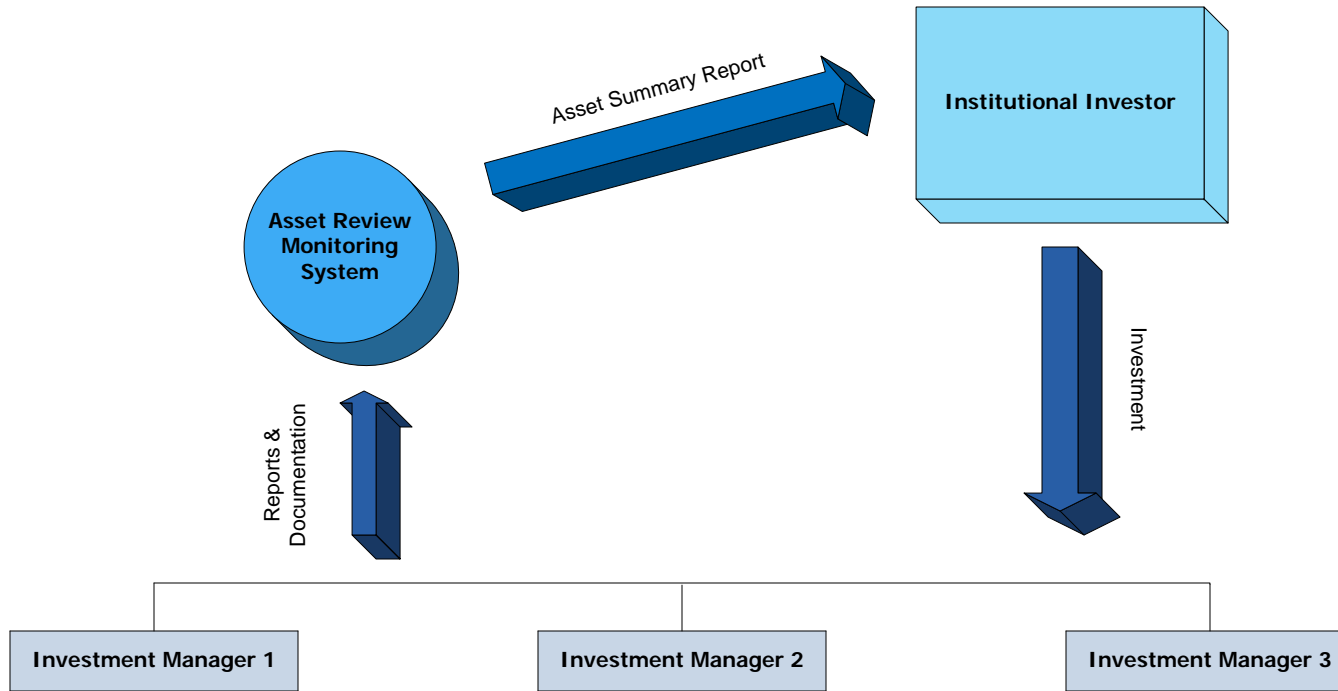 Asset Summary Report
Institutional Investor
Asset Review
Monitoring
System
Investment
Reports &
Documentation
Investment Manager 1
Investment Manager 2
Investment Manager 3